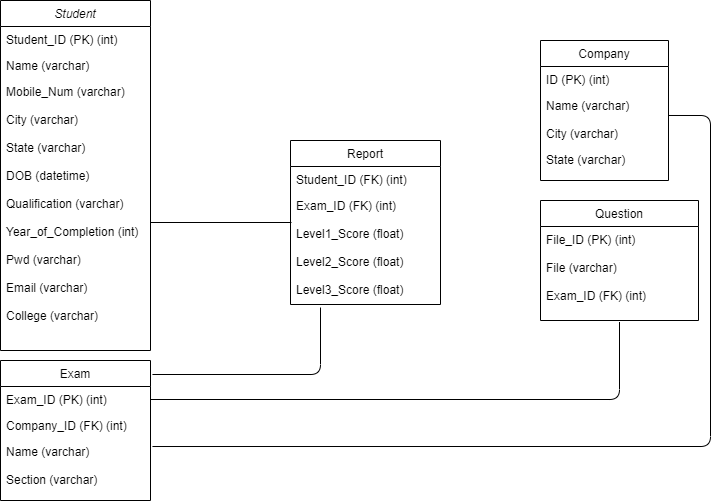 Student
Student_ID (PK) (int)
Name (varchar)
Mobile_Num (varchar)
City (varchar)
State (varchar)
DOB (datetime)
Qualification (varchar)
Year_of_Completion (int)
Pwd (varchar)
Email (varchar)
College (varchar)
Report
Student_ID (FK) (int)
Exam_ID (FK) (int)
Level1_Score (float)
Level2_Score (float)
Level3_Score (float)
Company
ID (PK) (int)
Name (varchar)
City (varchar)
State (varchar)
Question
File_ID (PK) (int)
File (varchar)
Exam_ID (FK) (int)
Exam
Exam_ID (PK) (int)
Company_ID (FK) (int)
Name (varchar)
Section (varchar)